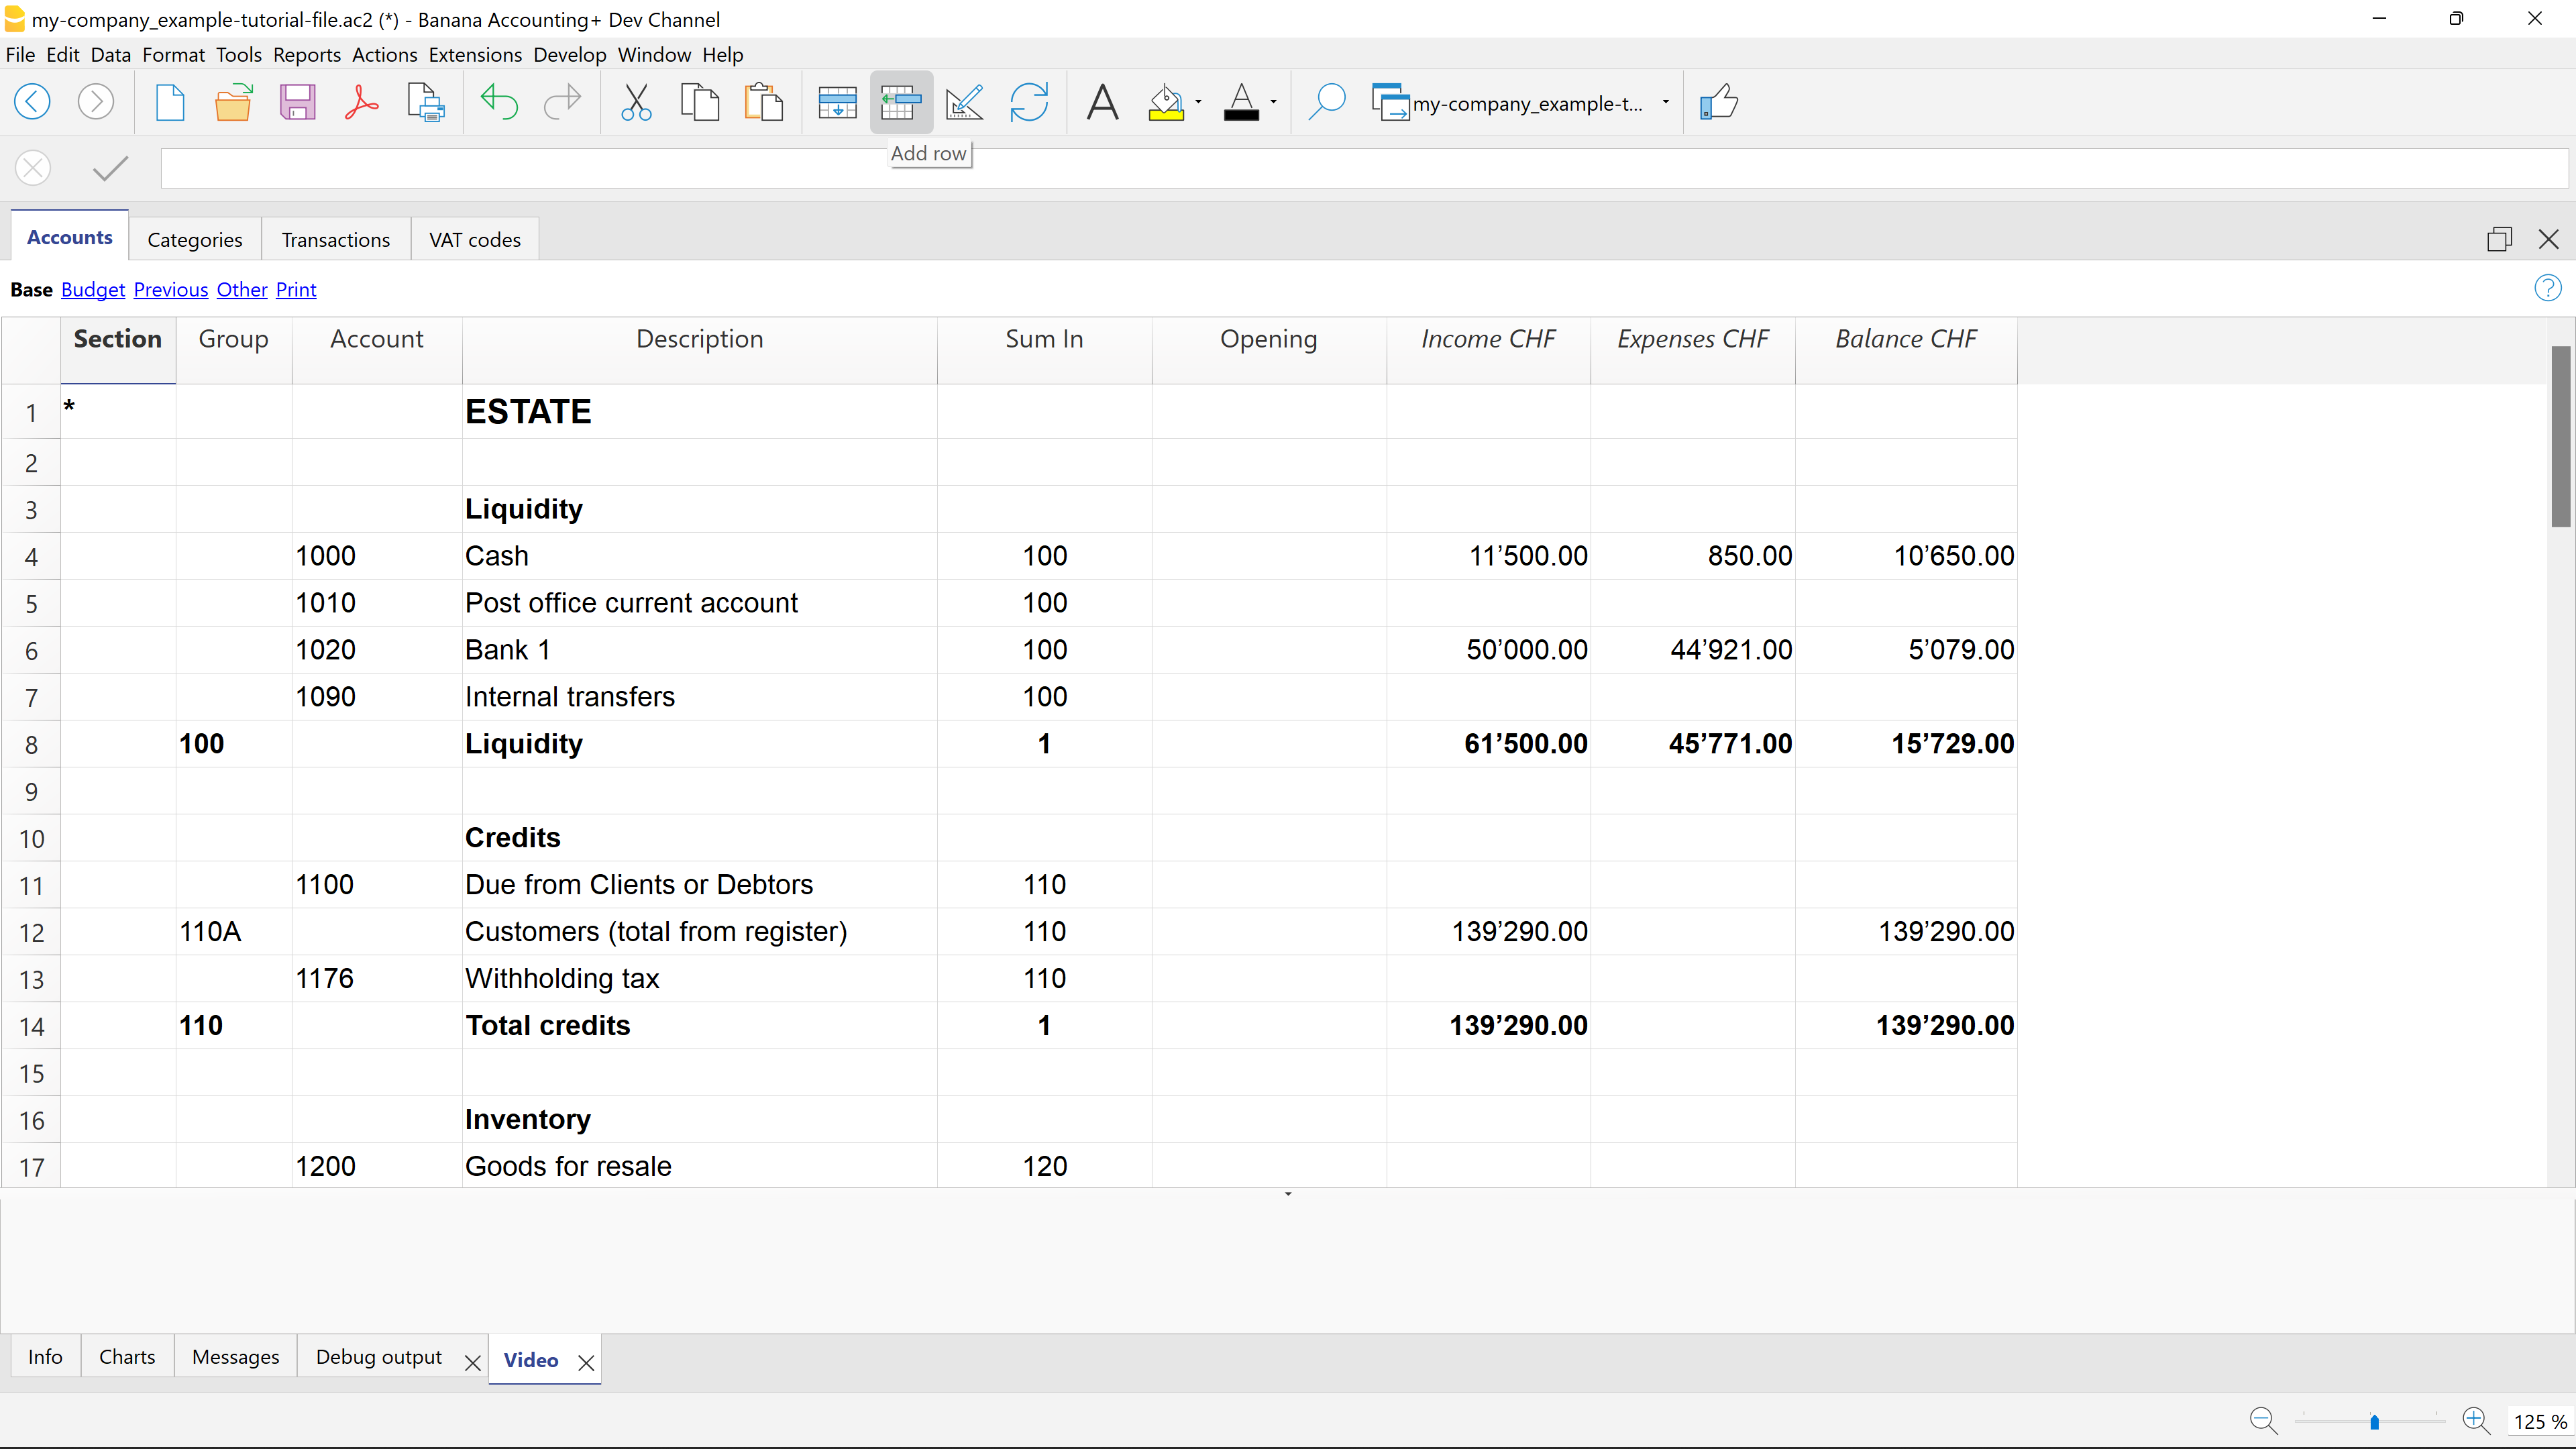 my-company_example-tutorial-file.ac2 (*) - Banana Accounting+ Dev Channel
File Edit Data Format Tools Reports Actions Extensions Develop Window Help
my-company_example-t...
Add row
Accounts Categories Transactions VAT codes
Base Budget Previous Other Print
Section Group Account Description Sum In Opening Income CHF Expenses CHF Balance CHF
1 * ESTATE
2
3 Liquidity
4 1000 Cash 100 11’500.00 850.00 10’650.00
5 1010 Post office current account 100
6 1020 Bank 1 100 50’000.00 44’921.00 5’079.00
7 1090 Internal transfers 100
8 100 Liquidity 1 61’500.00 45’771.00 15’729.00
9
10 Credits
11 1100 Due from Clients or Debtors 110
12 110A Customers (total from register) 110 139’290.00 139’290.00
13 1176 Withholding tax 110
14 110 Total credits 1 139’290.00 139’290.00
15
16 Inventory
17 1200 Goods for resale 120
Info Charts Messages Debug output Video
125 %